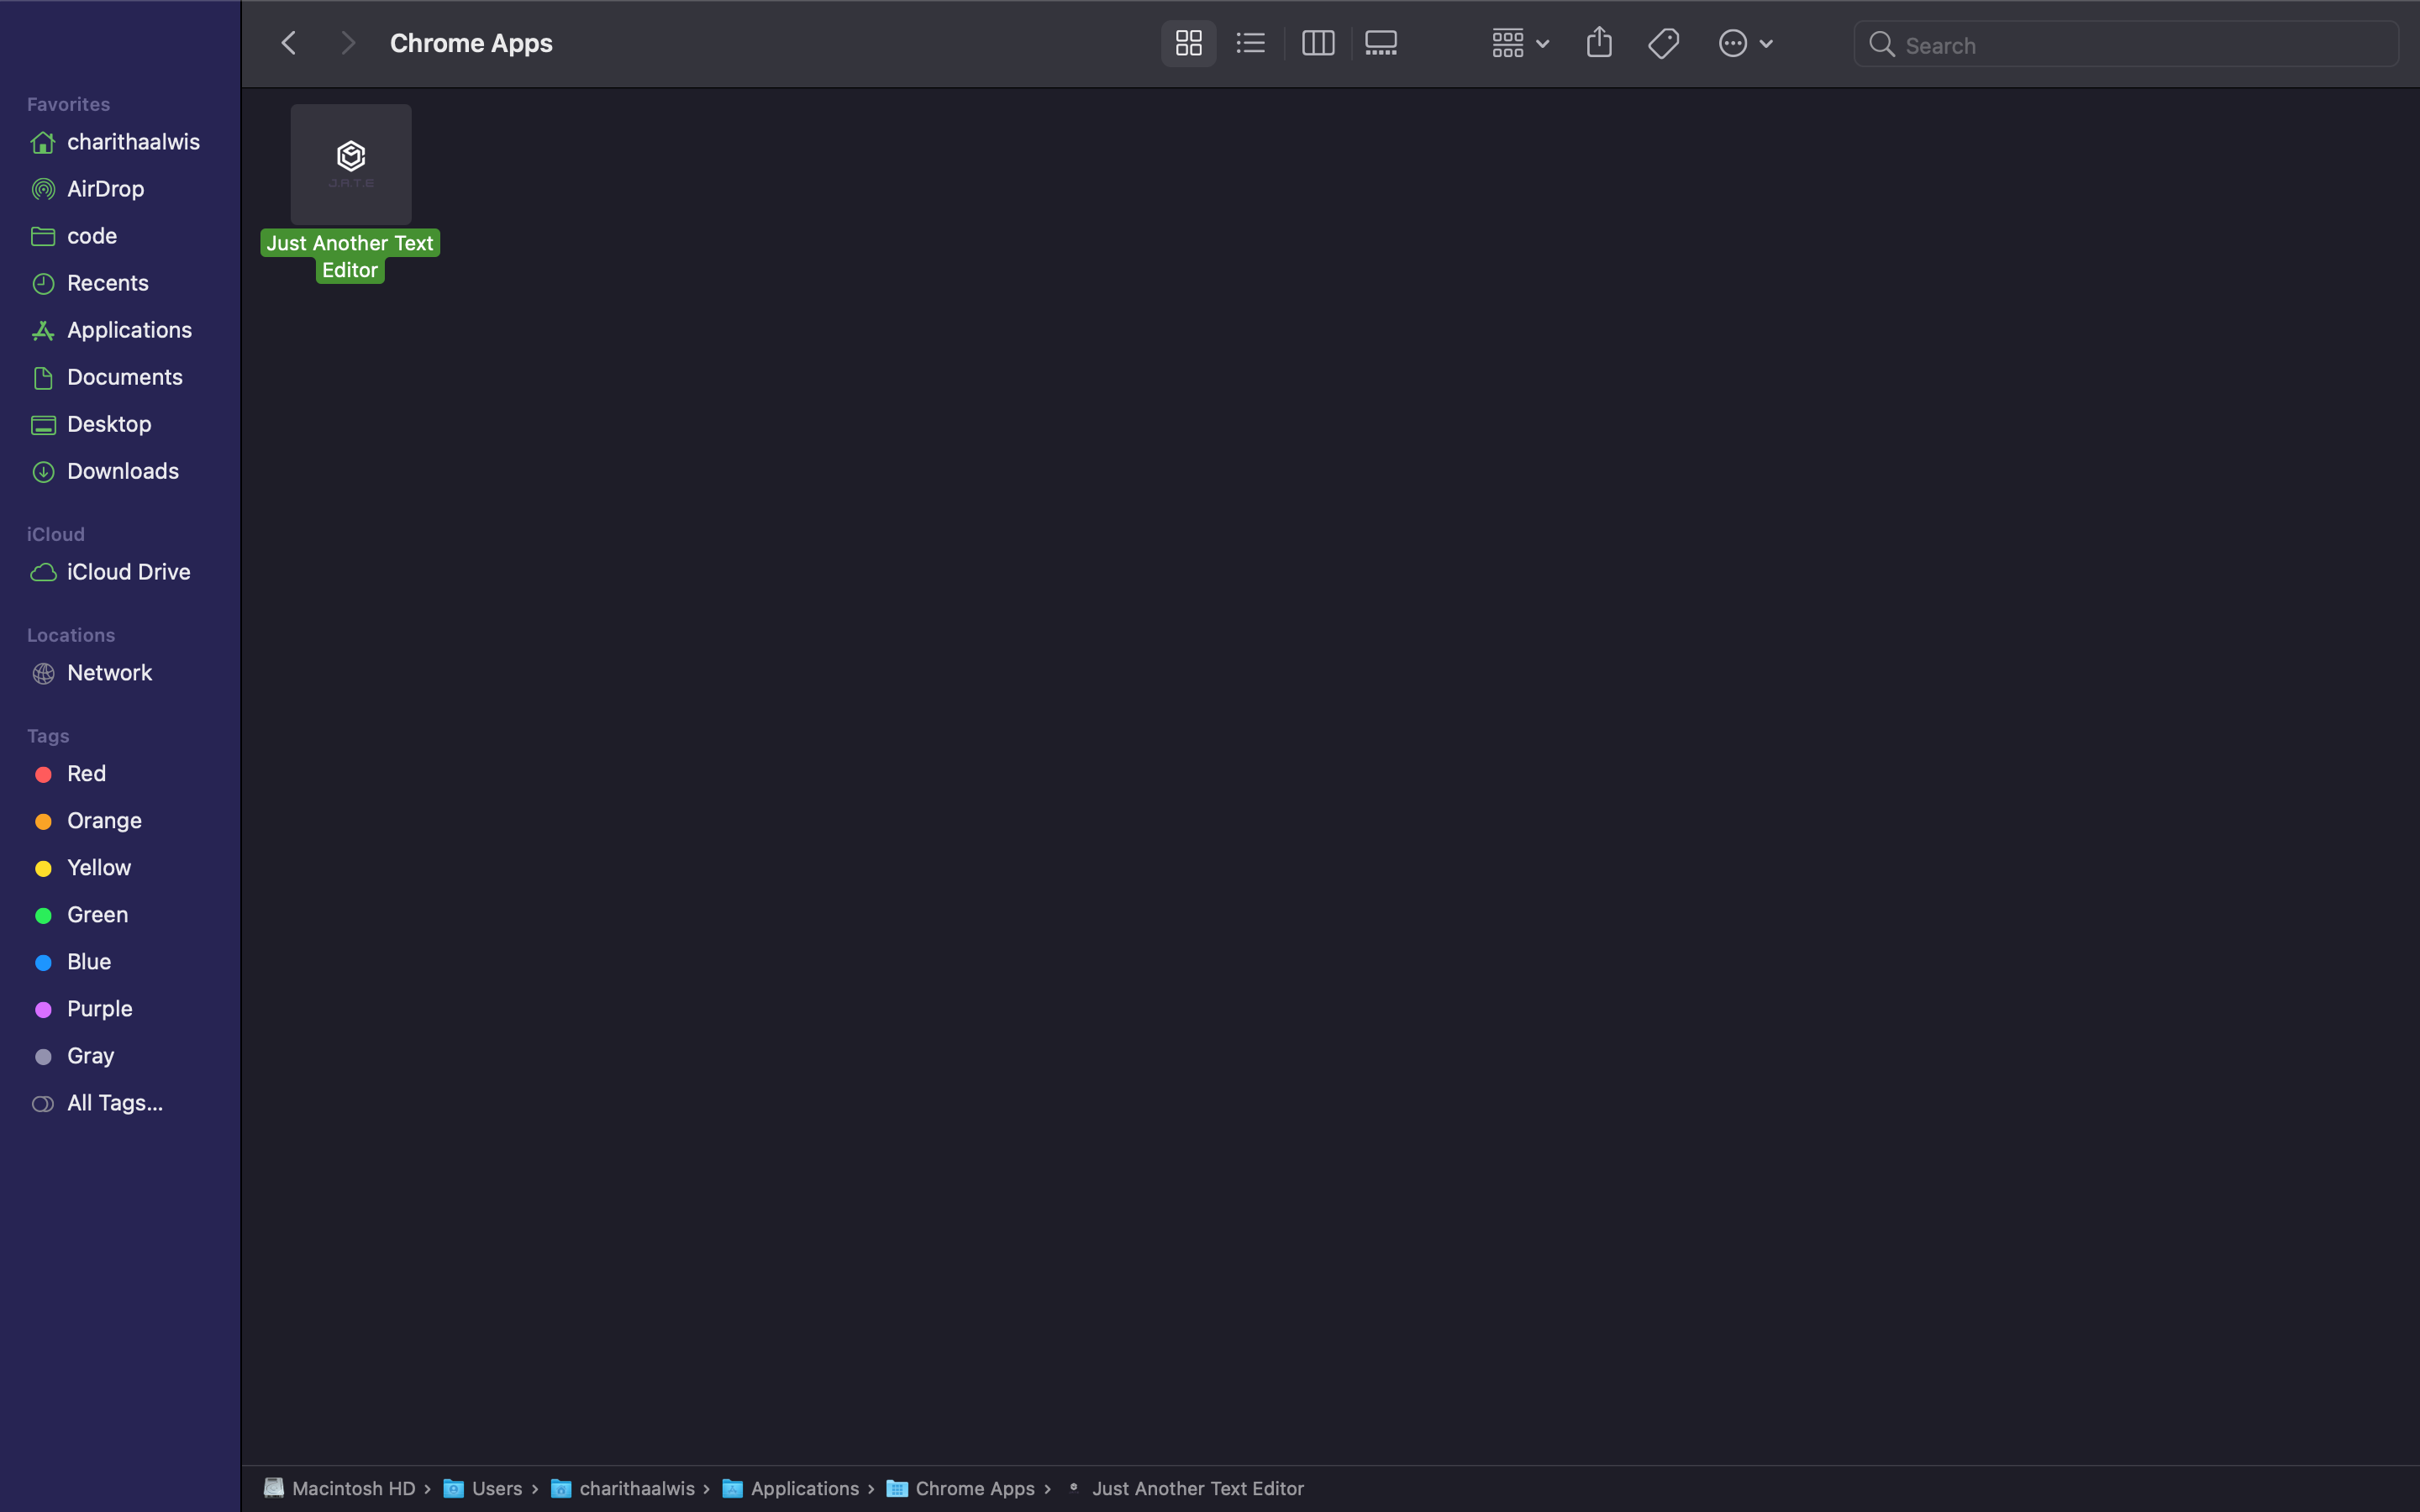 Chrome Apps
Search
Favorites
charithaalwis
AirDrop
code
Recents
Applications
Documents
Desktop
Downloads
iCloud
iCloud Drive
Locations
Network
Tags
Red
Orange
Yellow
Green
Blue
Purple
Gray
All Tags...
J.A.T.E
Just Another Text
Editor
Macintosh HD › Users › charithaalwis › Applications › Chrome Apps › Just Another Text Editor